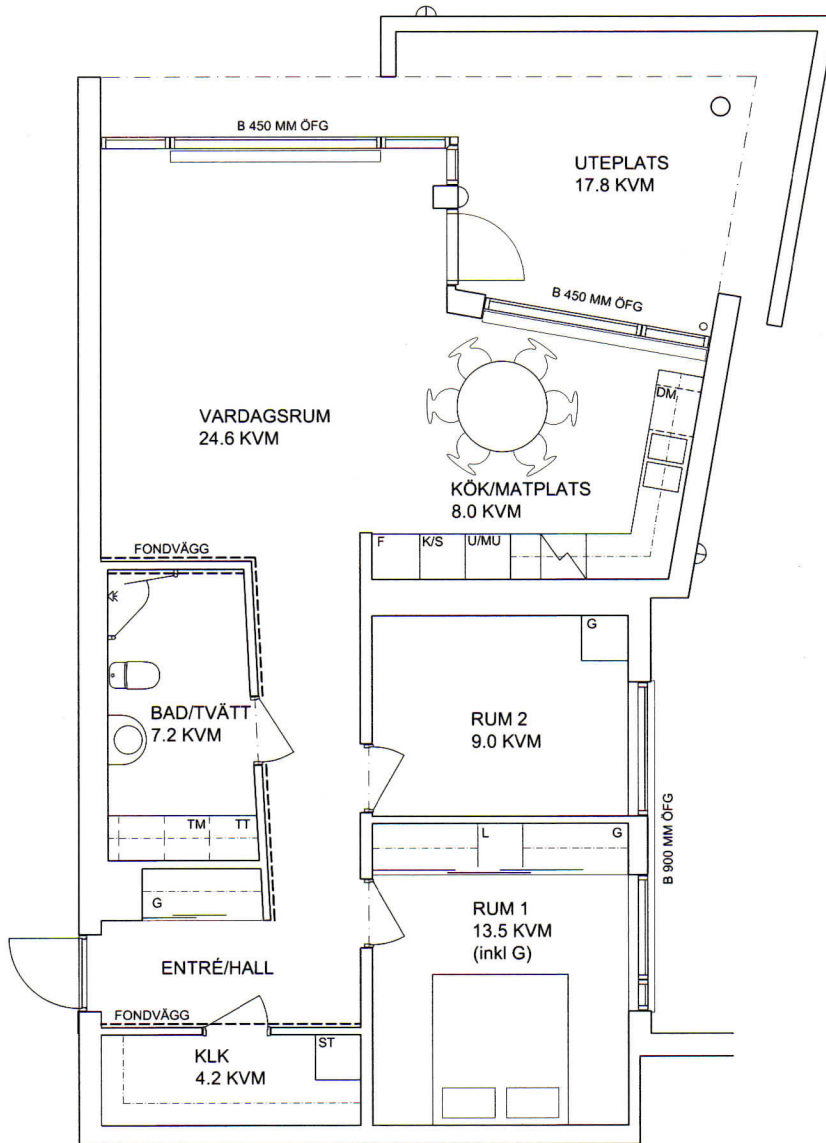 B 450 MM ÖFG
UTEPLATS
17.8 KVM
B 450 MM ÖFG
VARDAGSRUM
24.6 KVM
DM
KÖK/MATPLATS
8.0 KVM
F
K/S
U/MU
FONDVÄGG
G
BAD/TVÄTT
7.2 KVM
RUM 2
9.0 KVM
TM
TT
L
G
B 900 MM ÖFG
G
RUM 1
13.5 KVM
(inkl G)
ENTRÉ/HALL
FONDVÄGG
ST
KLK
4.2 KVM